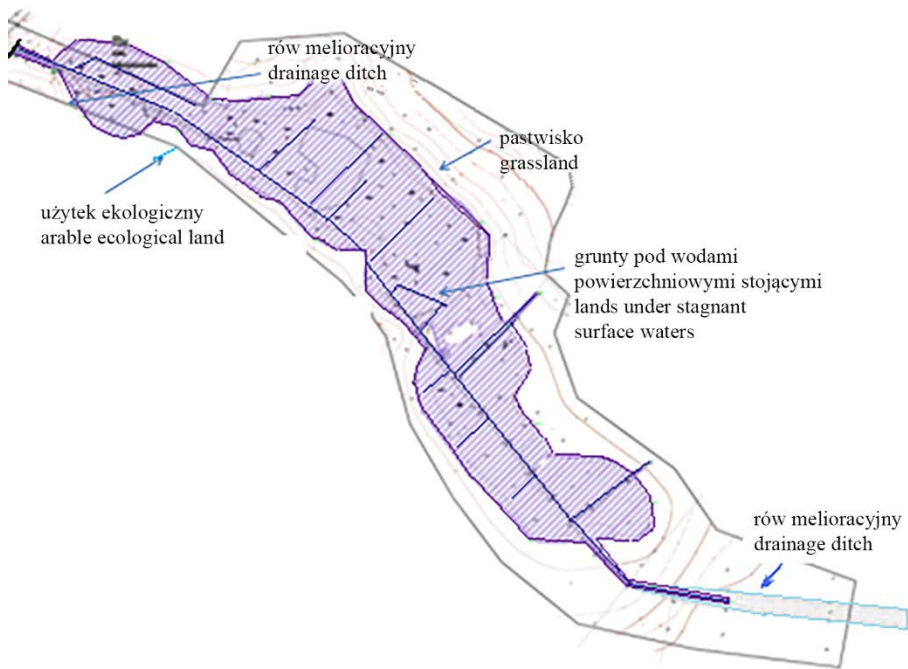 rów melioracyjny
drainage ditch
pastwisko
grassland
użytek ekologiczny
arable ecological land
grunty pod wodami
powierzchniowymi stojącymi
lands under stagnant
surface waters
rów melioracyjny
drainage ditch